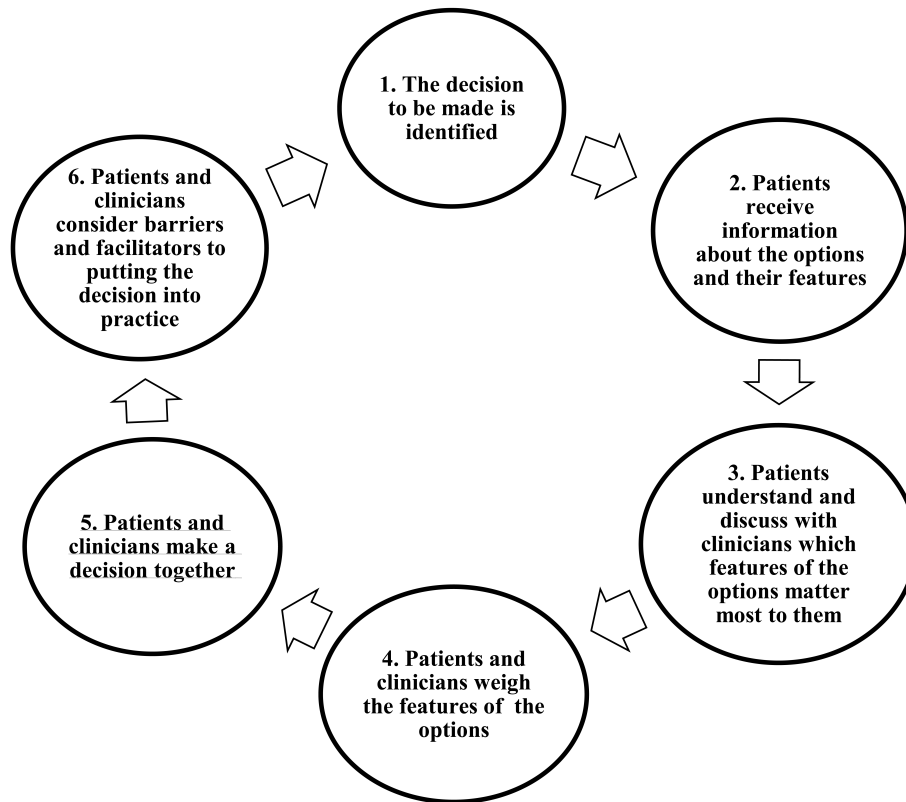 1. The decision
to be made is
identified
2. Patients
receive
information
about the options
and their features
3. Patients
understand and
discuss with
clinicians which
features of the
options matter
most to them
4. Patients and
clinicians weigh
the features of the
options
5. Patients and
clinicians make a
decision together
6. Patients and
clinicians
consider barriers
and facilitators to
putting the
decision into
practice